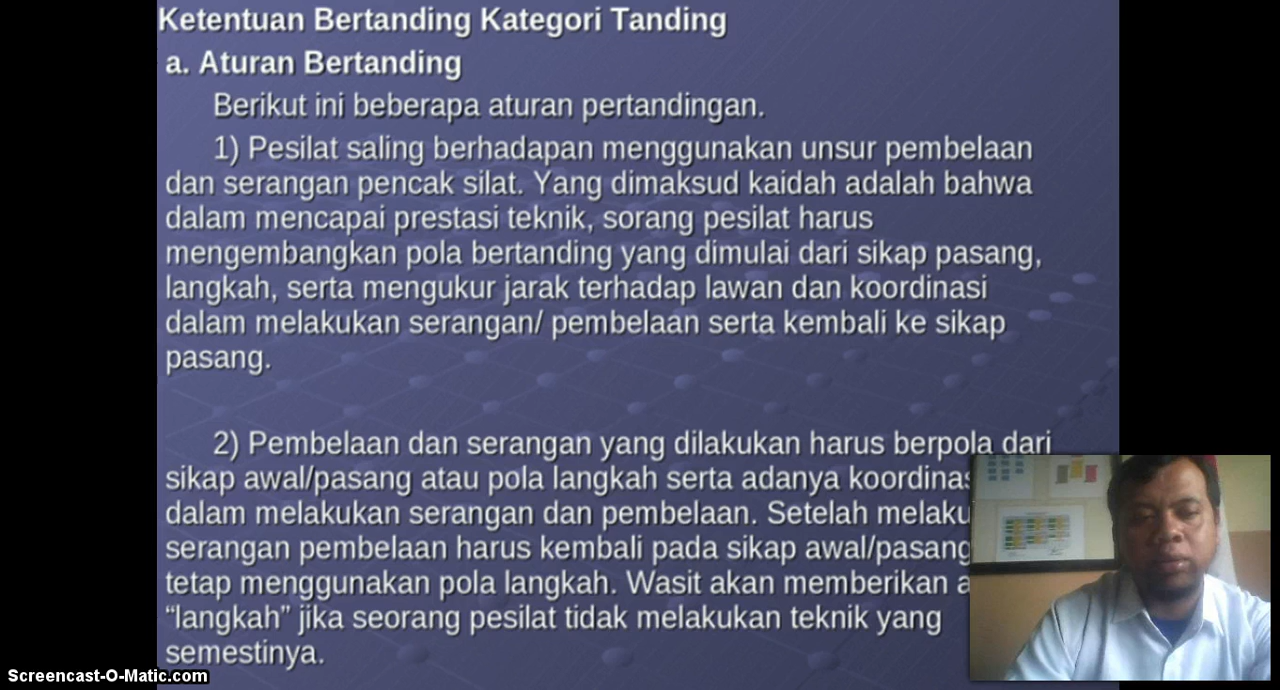 Ketentuan Bertanding Kategori Tanding
a. Aturan Bertanding
Berikut ini beberapa aturan pertandingan.
1) Pesilat saling berhadapan menggunakan unsur pembelaan
dan serangan pencak silat. Yang dimaksud kaidah adalah bahwa
dalam mencapai prestasi teknik, sorang pesilat harus
mengembangkan pola bertanding yang dimulai dari sikap pasang,
langkah, serta mengukur jarak terhadap lawan dan koordinasi
dalam melakukan serangan/ pembelaan serta kembali ke sikap
pasang.
2) Pembelaan dan serangan yang dilakukan harus berpola dari
sikap awal/pasang atau pola langkah serta adanya
dalam melakukan serangan dan pembelaan. Setelah
serangan pembelaan harus kembali pada sikap awal/pasang
tetap menggunakan pola langkah. Wasit akan memberikan
“langkah” jika seorang pesilat tidak melakukan teknik yang
semestinya.
Screencast-O-Matic.com